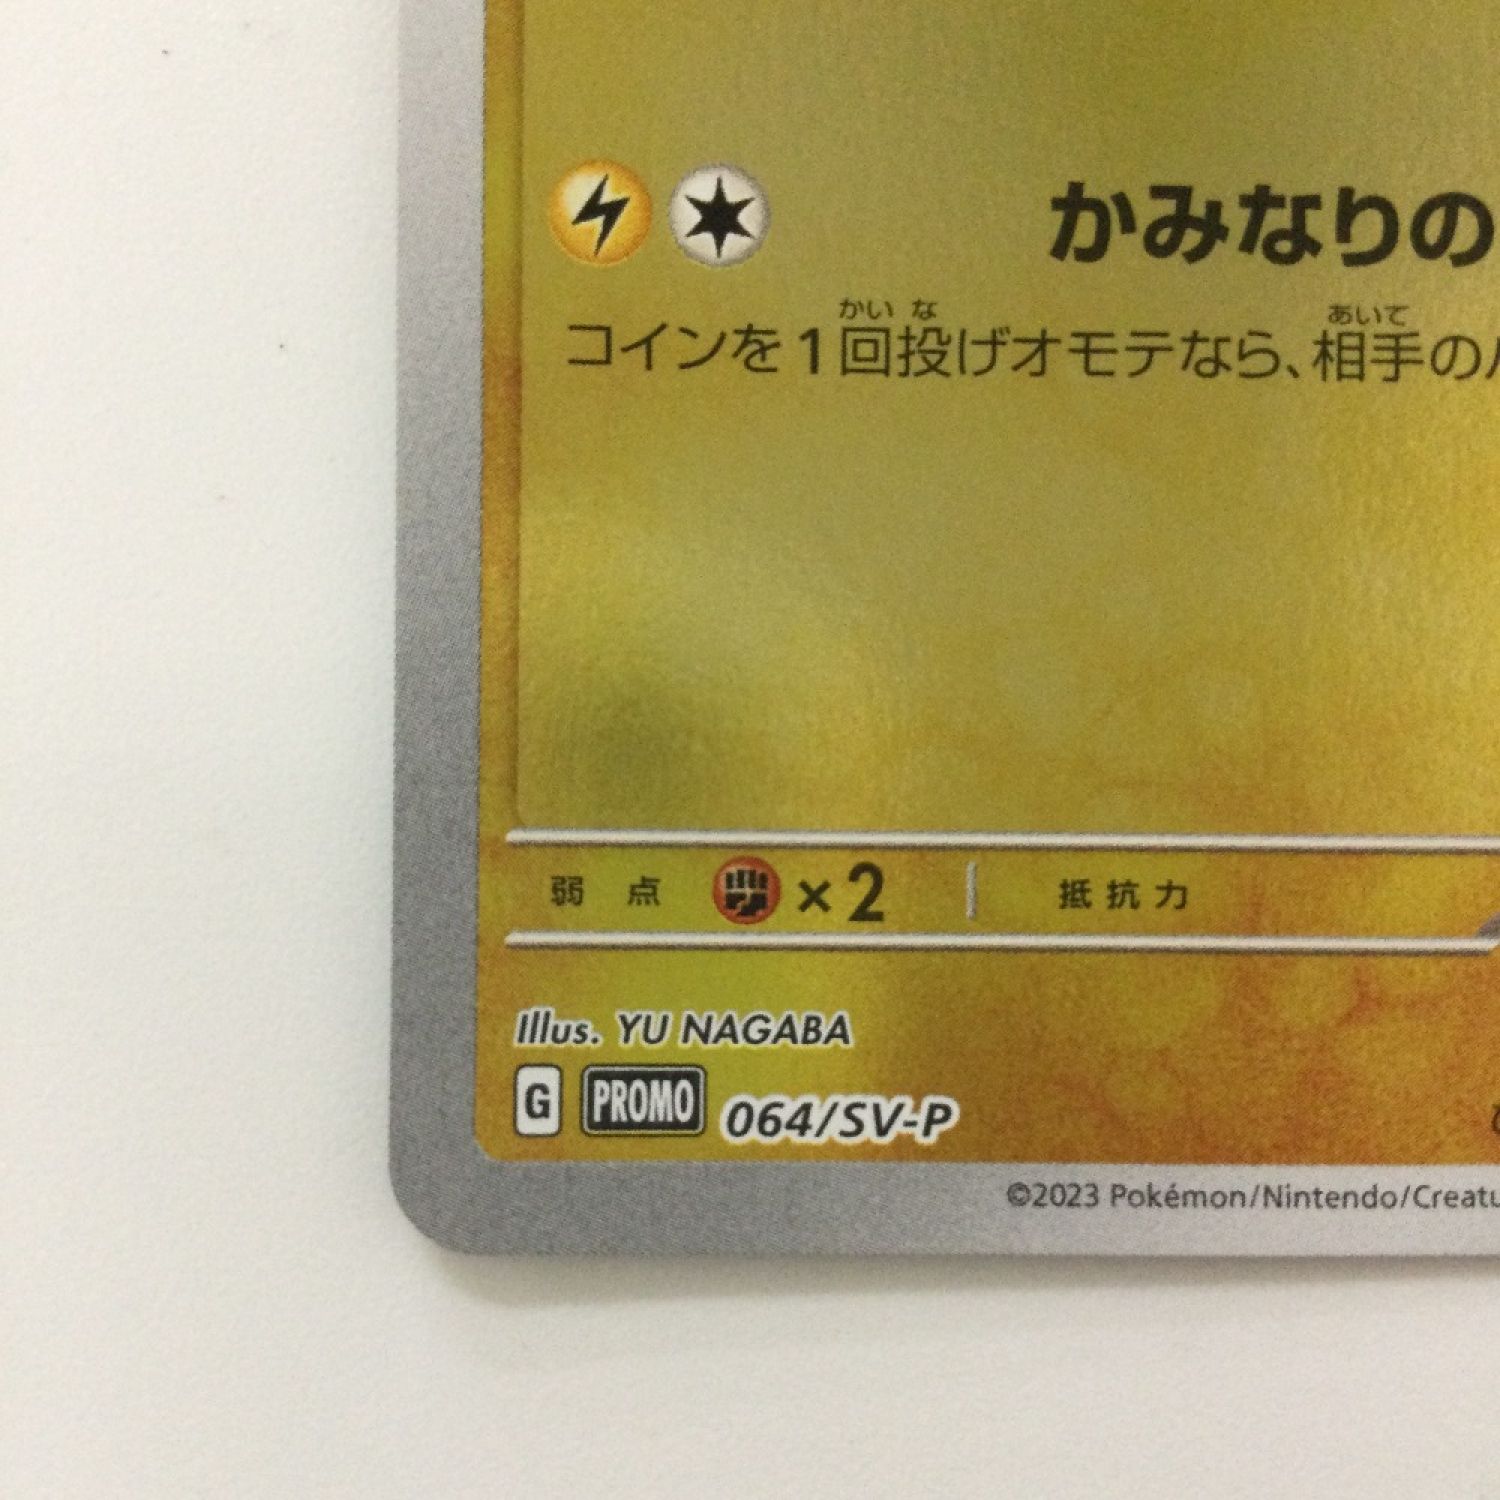 かみなりの
かい な あいて
コインを1回投げオモテなら、相手の
弱点 ×2 抵抗力
Illus. YU NAGABA
G PROMO 064/SV-P
©2023 Pokémon/Nintendo/Creatu